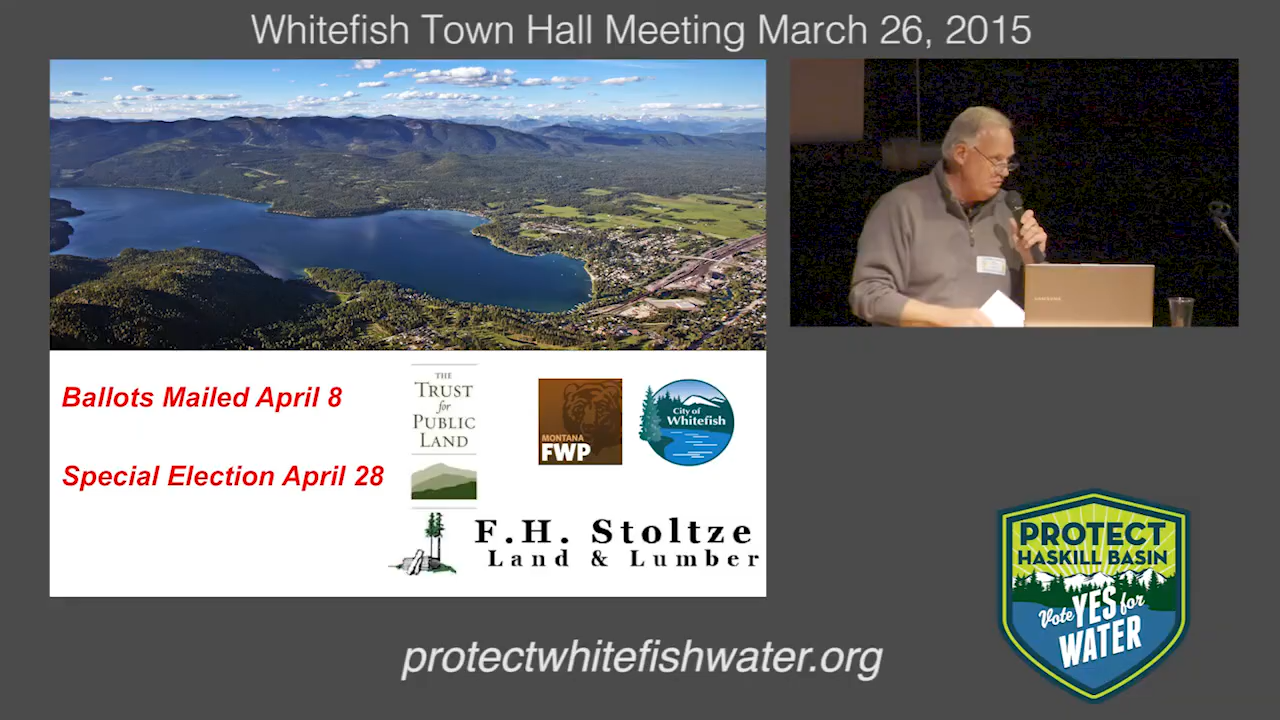 Whitefish Town Hall Meeting March 26, 2015
Ballots Mailed April 8
Special Election April 28
THE
TRUST
for
PUBLIC
LAND
MONTANA
FWP
City of
Whitefish
F.H. Stoltze
Land & Lumber
SAMSUNG
PROTECT
HASKILL BASIN
Vote YES for
WATER
protectwhitefishwater.org